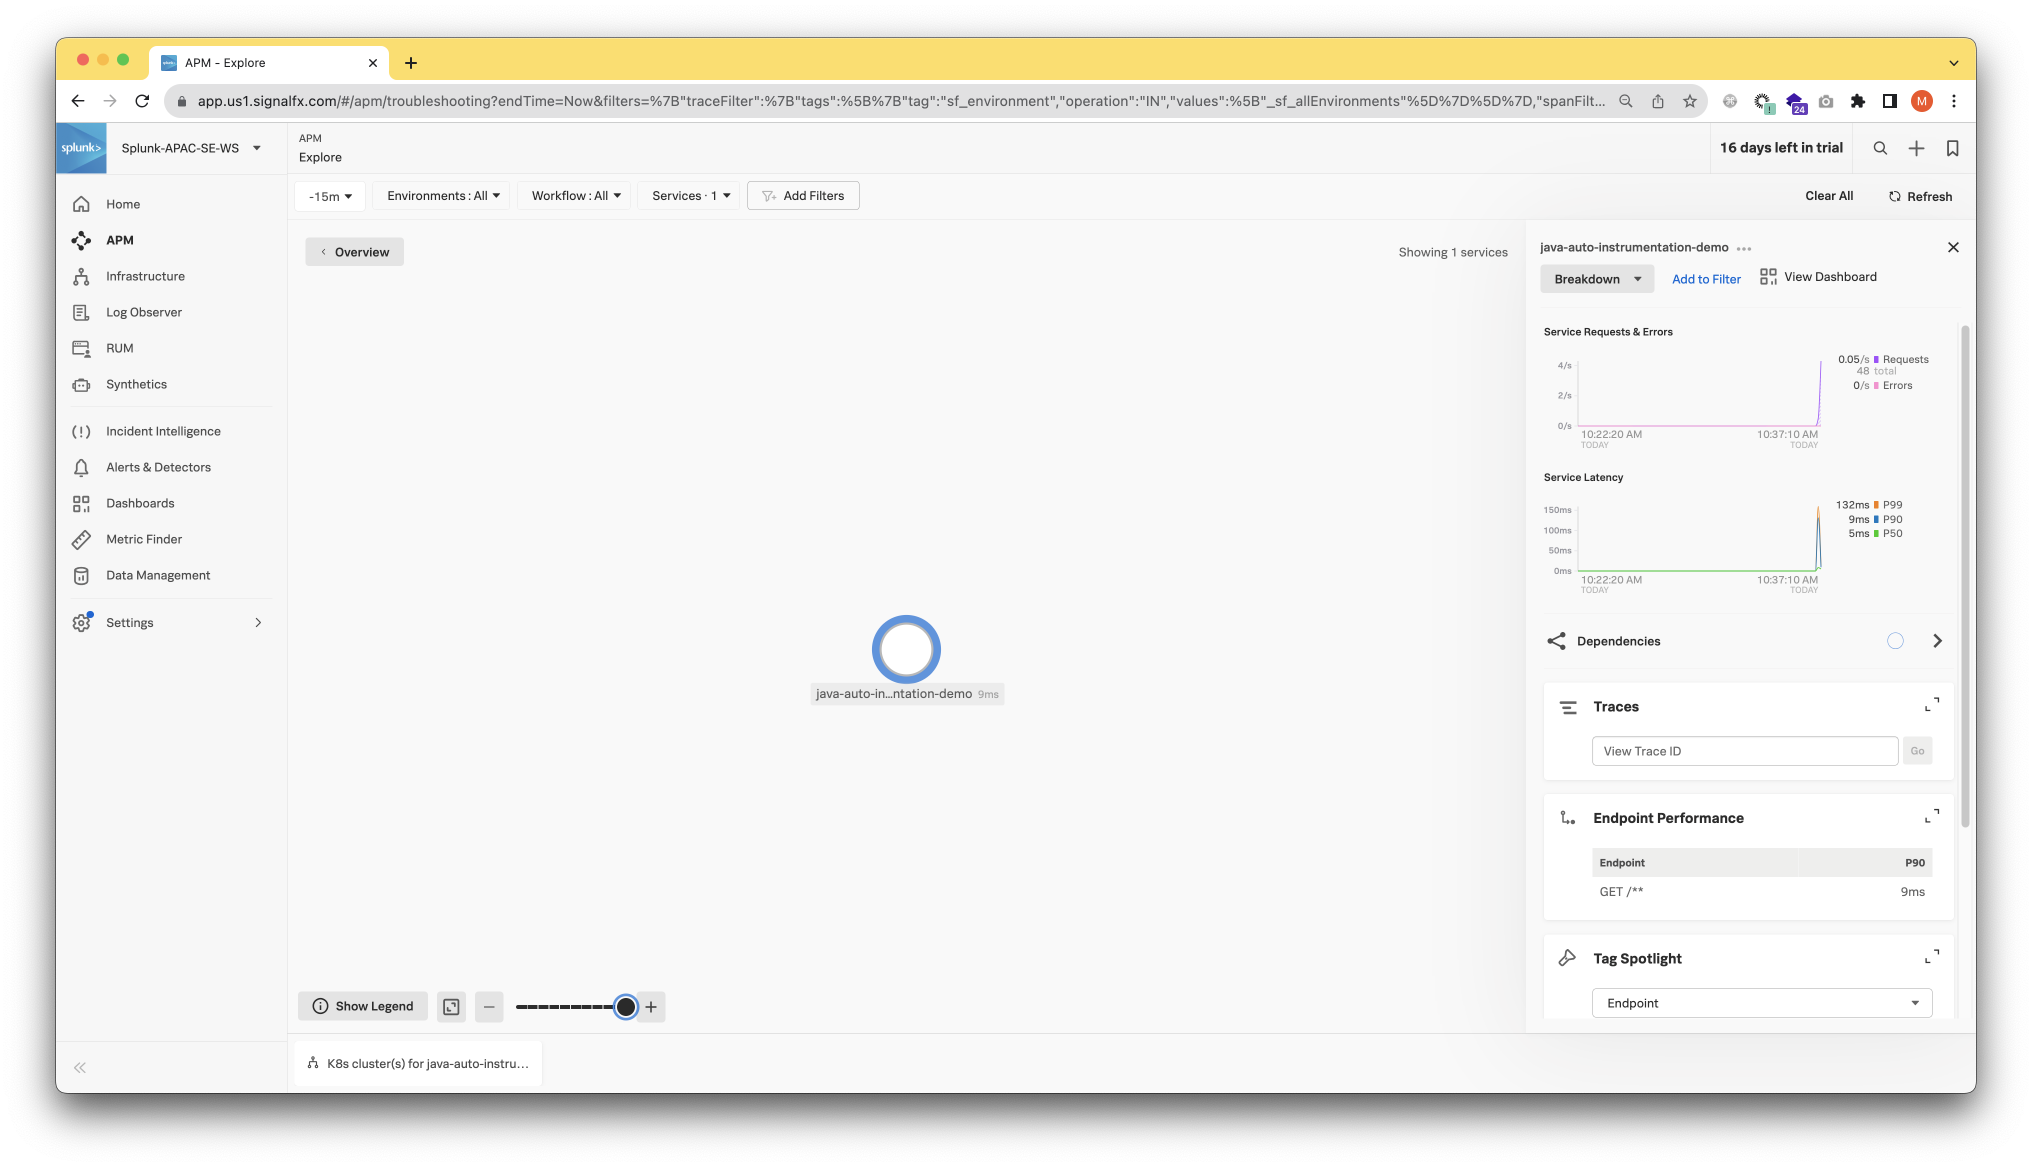 APM - Explore
app.us1.signalfx.com/#/apm/troubleshooting?endTime=Now&filters=%7B"traceFilter":%7B"tags":%5B%7B"tag":"sf_environment","operation":"IN","values":%5B"_sf_allEnvironments"%5D%7D%5D%7D,"spanFilt...
24
M
splunk>
Splunk-APAC-SE-WS
APM
Explore
16 days left in trial
-15m
Environments : All
Workflow : All
Services · 1
Add Filters
Clear All
Refresh
Home
APM
Infrastructure
Log Observer
RUM
Synthetics
Incident Intelligence
Alerts & Detectors
Dashboards
Metric Finder
Data Management
Settings
Overview
Showing 1 services
java-auto-in...ntation-demo 9ms
Show Legend
K8s cluster(s) for java-auto-instru...
java-auto-instrumentation-demo
Breakdown
Add to Filter
View Dashboard
Service Requests & Errors
4/s
2/s
0/s
10:22:20 AM
TODAY
10:37:10 AM
TODAY
0.05/s Requests
48 total
0/s Errors
Service Latency
150ms
100ms
50ms
0ms
10:22:20 AM
TODAY
10:37:10 AM
TODAY
132ms P99
9ms P90
5ms P50
Dependencies
Traces
View Trace ID
Go
Endpoint Performance
Endpoint P90
GET /** 9ms
Tag Spotlight
Endpoint